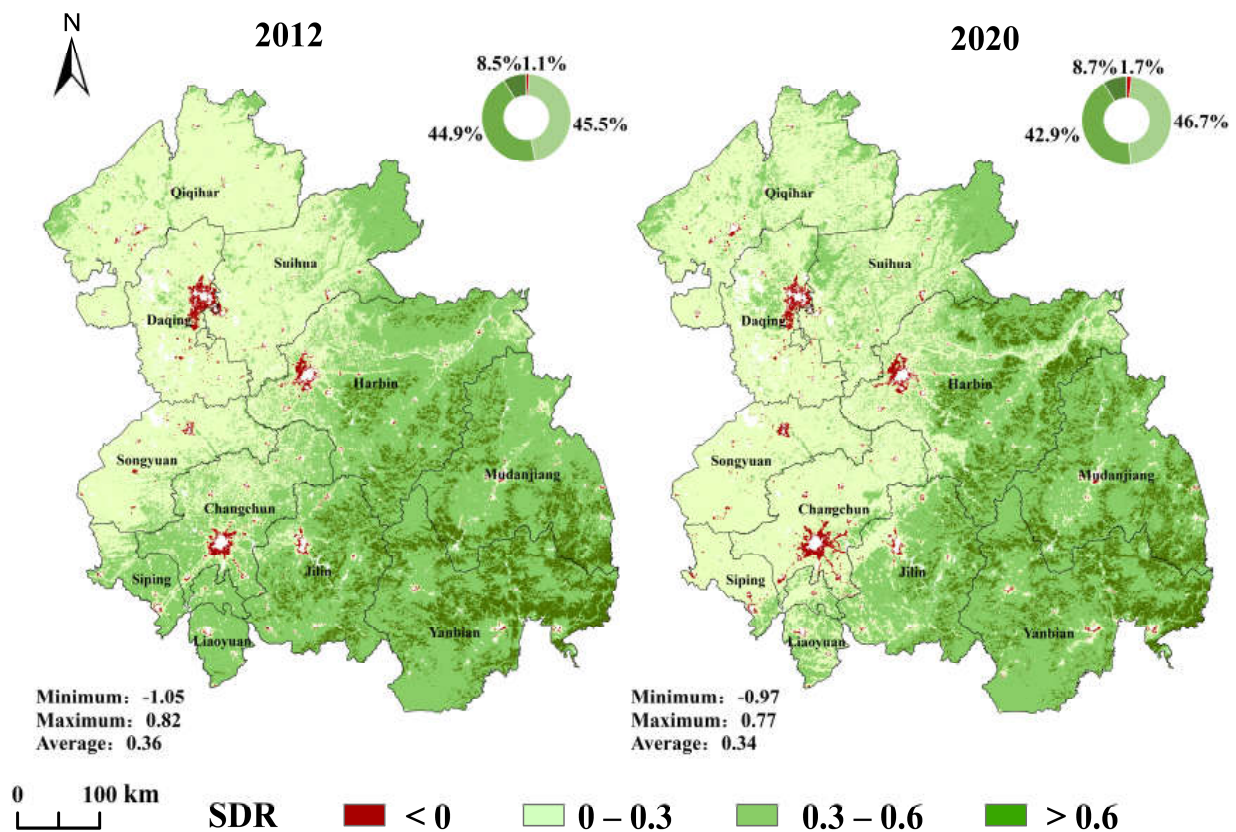 N
2012
8.5% 1.1%
44.9%
45.5%
Qiqihar
Suihua
Daqing
Harbin
Songyuan
Mudanjiang
Changchun
Siping
Jilin
Liaoyuan
Yanbian
Minimum: -1.05
Maximum: 0.82
Average: 0.36
2020
8.7% 1.7%
42.9%
46.7%
Qiqihar
Suihua
Daqing
Harbin
Songyuan
Mudanjiang
Changchun
Siping
Jilin
Liaoyuan
Yanbian
Minimum: -0.97
Maximum: 0.77
Average: 0.34
0 100 km
SDR < 0 0 – 0.3 0.3 – 0.6 > 0.6